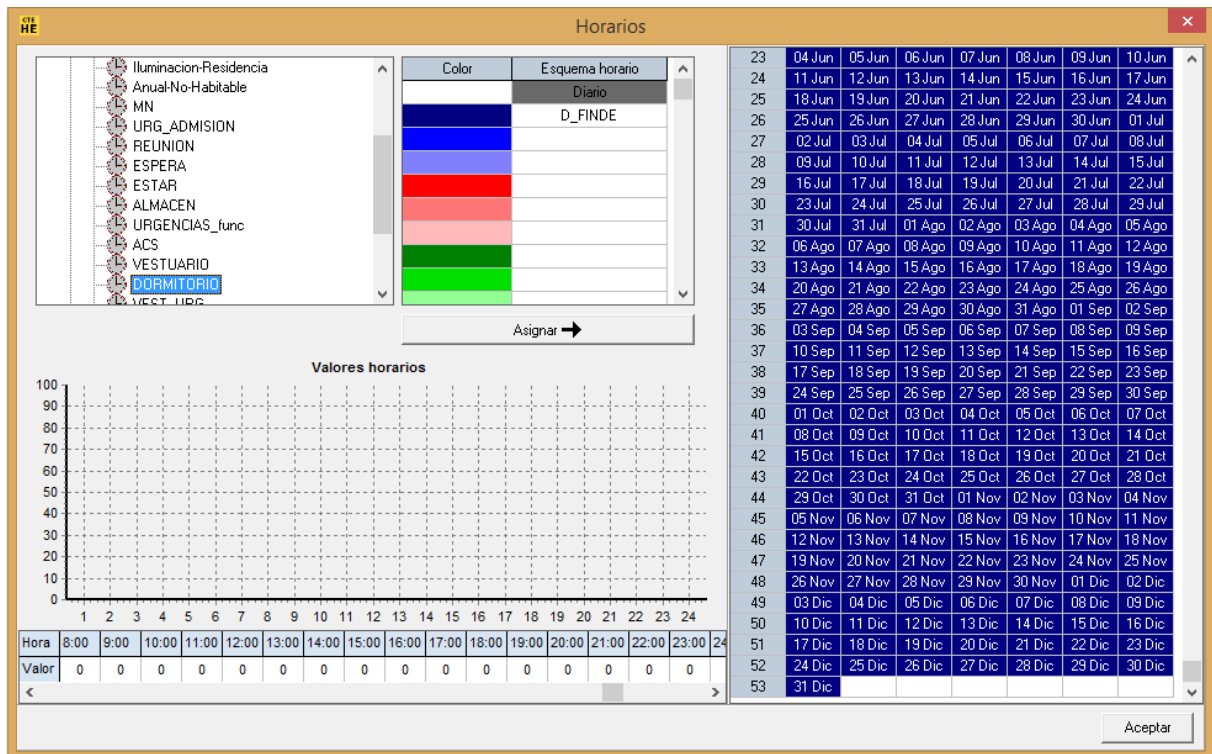 CTE
HE
Horarios
Iluminacion-Residencia
Anual-No-Habitable
MN
URG_ADMISION
REUNION
ESPERA
ESTAR
ALMACEN
URGENCIAS_func
ACS
VESTUARIO
DORMITORIO
VEST_URG
Color Esquema horario
Diario
D_FINDE
Asignar
Valores horarios
100
90
80
70
60
50
40
30
20
10
0
1 2 3 4 5 6 7 8 9 10 11 12 13 14 15 16 17 18 19 20 21 22 23 24
Hora 8:00 9:00 10:00 11:00 12:00 13:00 14:00 15:00 16:00 17:00 18:00 19:00 20:00 21:00 22:00 23:00 24
Valor 0 0 0 0 0 0 0 0 0 0 0 0 0 0 0 0
23 04 Jun 05 Jun 06 Jun 07 Jun 08 Jun 09 Jun 10 Jun
24 11 Jun 12 Jun 13 Jun 14 Jun 15 Jun 16 Jun 17 Jun
25 18 Jun 19 Jun 20 Jun 21 Jun 22 Jun 23 Jun 24 Jun
26 25 Jun 26 Jun 27 Jun 28 Jun 29 Jun 30 Jun 01 Jul
27 02 Jul 03 Jul 04 Jul 05 Jul 06 Jul 07 Jul 08 Jul
28 09 Jul 10 Jul 11 Jul 12 Jul 13 Jul 14 Jul 15 Jul
29 16 Jul 17 Jul 18 Jul 19 Jul 20 Jul 21 Jul 22 Jul
30 23 Jul 24 Jul 25 Jul 26 Jul 27 Jul 28 Jul 29 Jul
31 30 Jul 31 Jul 01 Ago 02 Ago 03 Ago 04 Ago 05 Ago
32 06 Ago 07 Ago 08 Ago 09 Ago 10 Ago 11 Ago 12 Ago
33 13 Ago 14 Ago 15 Ago 16 Ago 17 Ago 18 Ago 19 Ago
34 20 Ago 21 Ago 22 Ago 23 Ago 24 Ago 25 Ago 26 Ago
35 27 Ago 28 Ago 29 Ago 30 Ago 31 Ago 01 Sep 02 Sep
36 03 Sep 04 Sep 05 Sep 06 Sep 07 Sep 08 Sep 09 Sep
37 10 Sep 11 Sep 12 Sep 13 Sep 14 Sep 15 Sep 16 Sep
38 17 Sep 18 Sep 19 Sep 20 Sep 21 Sep 22 Sep 23 Sep
39 24 Sep 25 Sep 26 Sep 27 Sep 28 Sep 29 Sep 30 Sep
40 01 Oct 02 Oct 03 Oct 04 Oct 05 Oct 06 Oct 07 Oct
41 08 Oct 09 Oct 10 Oct 11 Oct 12 Oct 13 Oct 14 Oct
42 15 Oct 16 Oct 17 Oct 18 Oct 19 Oct 20 Oct 21 Oct
43 22 Oct 23 Oct 24 Oct 25 Oct 26 Oct 27 Oct 28 Oct
44 29 Oct 30 Oct 31 Oct 01 Nov 02 Nov 03 Nov 04 Nov
45 05 Nov 06 Nov 07 Nov 08 Nov 09 Nov 10 Nov 11 Nov
46 12 Nov 13 Nov 14 Nov 15 Nov 16 Nov 17 Nov 18 Nov
47 19 Nov 20 Nov 21 Nov 22 Nov 23 Nov 24 Nov 25 Nov
48 26 Nov 27 Nov 28 Nov 29 Nov 30 Nov 01 Dic 02 Dic
49 03 Dic 04 Dic 05 Dic 06 Dic 07 Dic 08 Dic 09 Dic
50 10 Dic 11 Dic 12 Dic 13 Dic 14 Dic 15 Dic 16 Dic
51 17 Dic 18 Dic 19 Dic 20 Dic 21 Dic 22 Dic 23 Dic
52 24 Dic 25 Dic 26 Dic 27 Dic 28 Dic 29 Dic 30 Dic
53 31 Dic
Aceptar